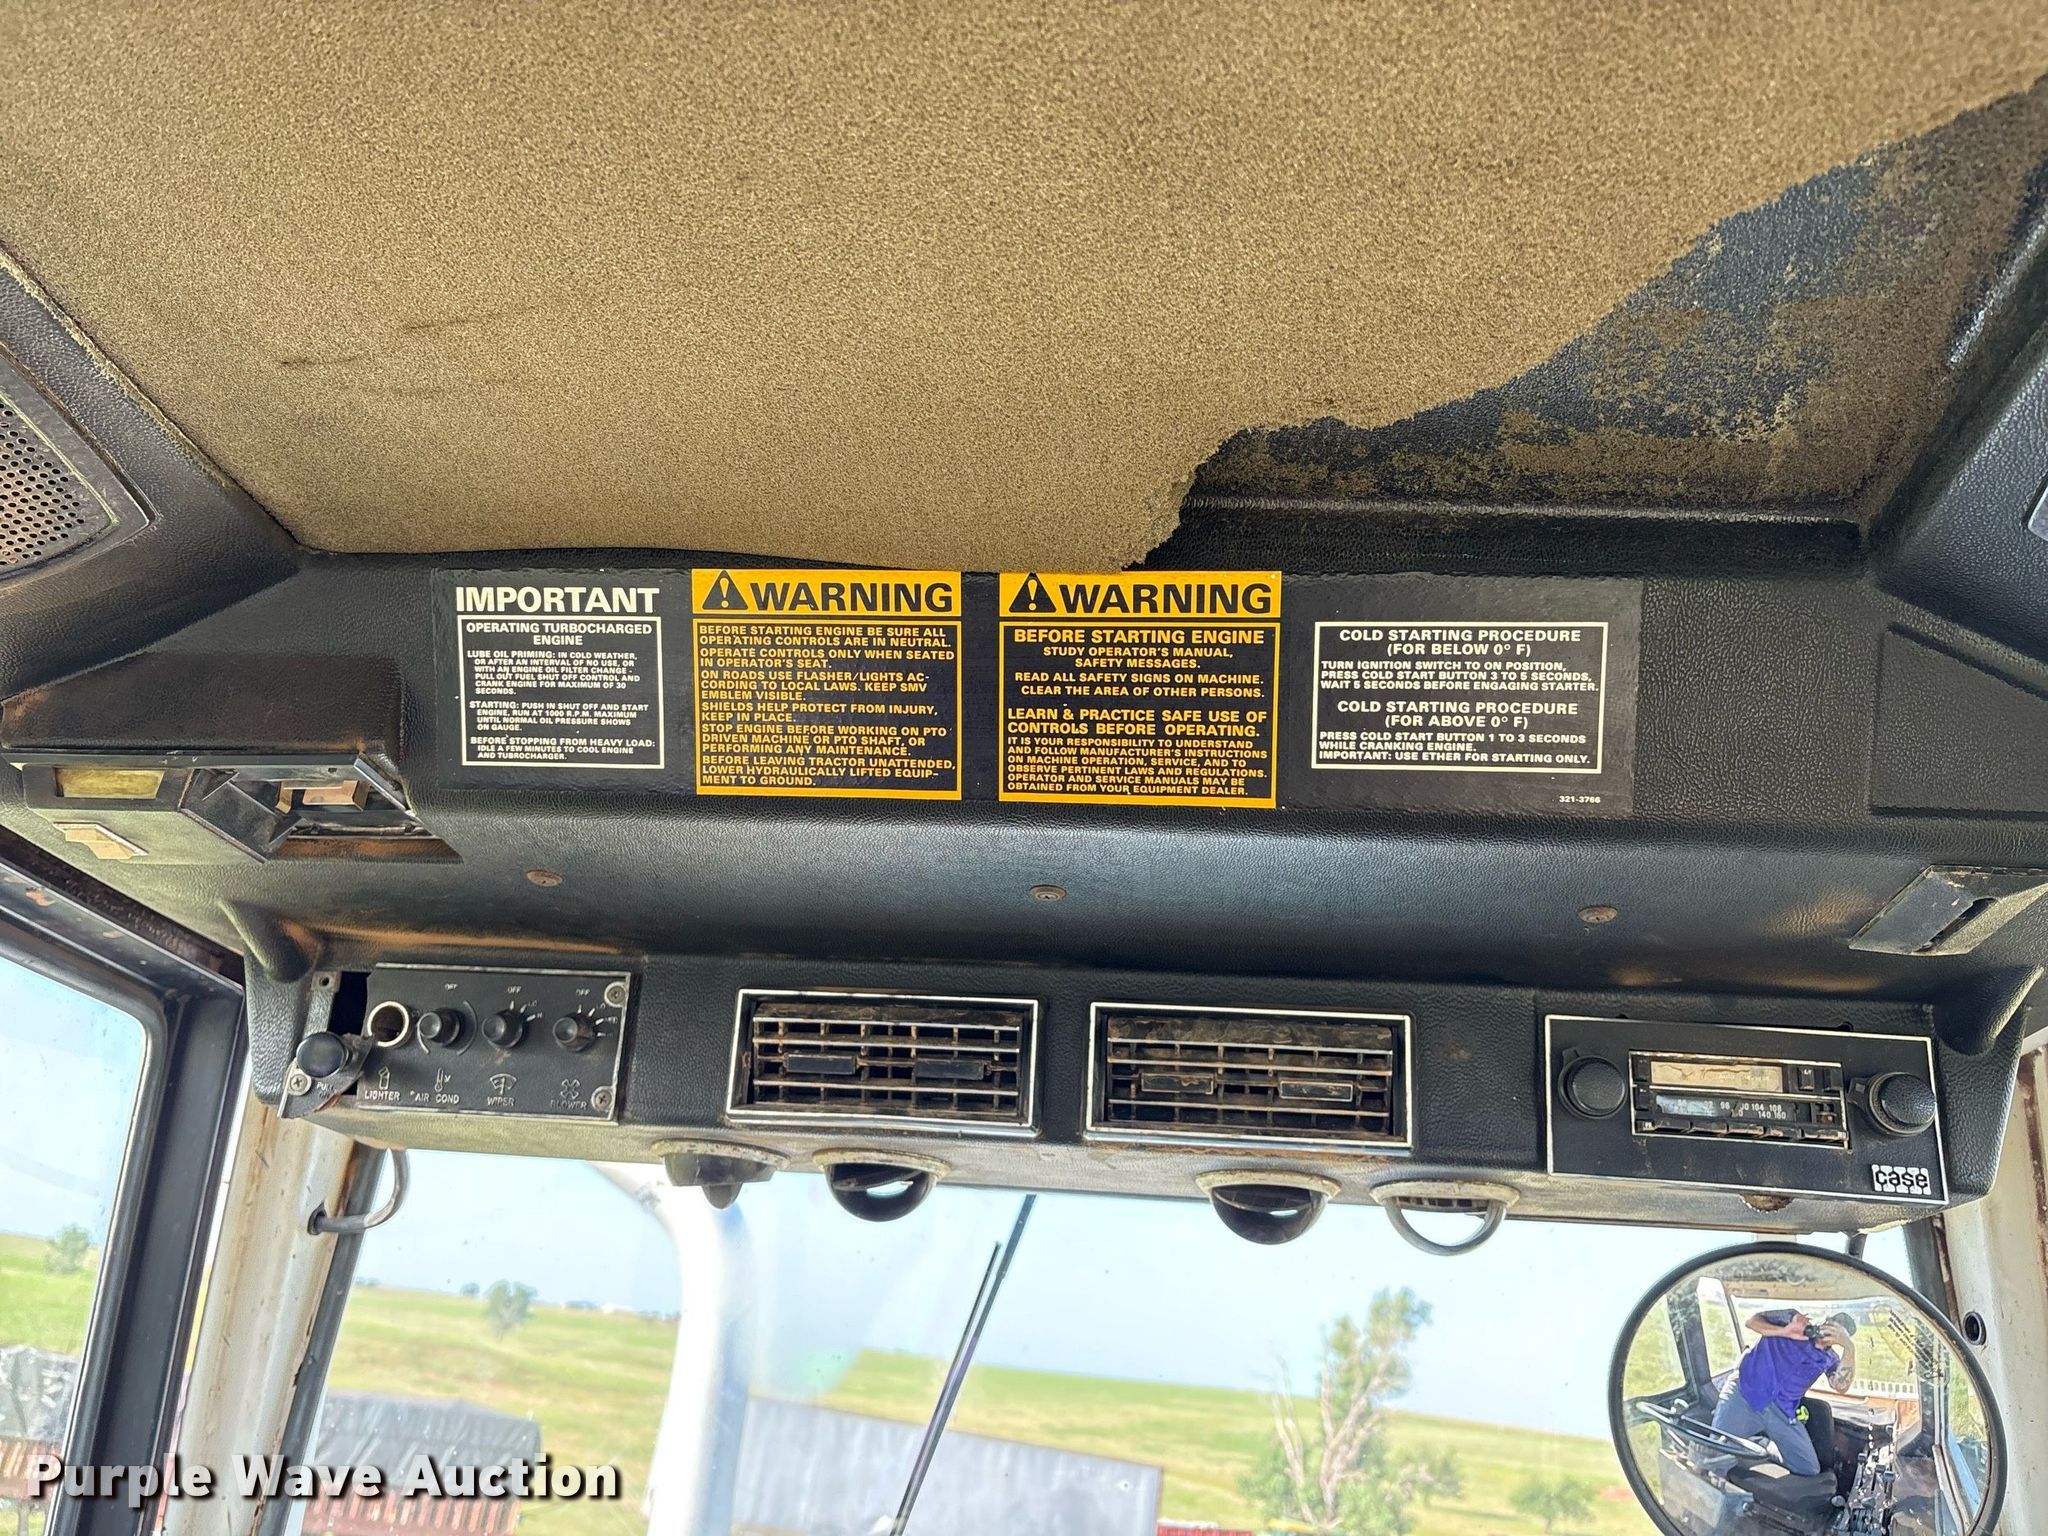 IMPORTANT
OPERATING TURBOCHARGED
ENGINE
LUBE OIL PRIMING: IN COLD WEATHER,
OR AFTER AN INTERVAL OF NO USE, OR
WITH AN ENGINE OIL FILTER CHANGE -
PULL OUT FUEL SHUT OFF CONTROL AND
CRANK ENGINE FOR MAXIMUM OF 30
SECONDS.
STARTING: PUSH IN SHUT OFF AND START
ENGINE, RUN AT 1000 R.P.M. MAXIMUM
UNTIL NORMAL OIL PRESSURE SHOWS
ON GAUGE.
BEFORE STOPPING FROM HEAVY LOAD:
IDLE A FEW MINUTES TO COOL ENGINE
AND TUBROCHARGER.
WARNING
BEFORE STARTING ENGINE BE SURE ALL
OPERATING CONTROLS ARE IN NEUTRAL.
OPERATE CONTROLS ONLY WHEN SEATED
IN OPERATOR'S SEAT.
ON ROADS USE FLASHER/LIGHTS AC-
CORDING TO LOCAL LAWS. KEEP SMV
EMBLEM VISIBLE.
SHIELDS HELP PROTECT FROM INJURY,
KEEP IN PLACE.
STOP ENGINE BEFORE WORKING ON PTO
DRIVEN MACHINE OR PTO SHAFT, OR
PERFORMING ANY MAINTENANCE.
BEFORE LEAVING TRACTOR UNATTENDED,
LOWER HYDRAULICALLY LIFTED EQUIP-
MENT TO GROUND.
WARNING
BEFORE STARTING ENGINE
STUDY OPERATOR'S MANUAL,
SAFETY MESSAGES.
READ ALL SAFETY SIGNS ON MACHINE.
CLEAR THE AREA OF OTHER PERSONS.
LEARN & PRACTICE SAFE USE OF
CONTROLS BEFORE OPERATING.
IT IS YOUR RESPONSIBILITY TO UNDERSTAND
AND FOLLOW MANUFACTURER'S INSTRUCTIONS
ON MACHINE OPERATION, SERVICE, AND TO
OBSERVE PERTINENT LAWS AND REGULATIONS.
OPERATOR AND SERVICE MANUALS MAY BE
OBTAINED FROM YOUR EQUIPMENT DEALER.
COLD STARTING PROCEDURE
(FOR BELOW 0° F)
TURN IGNITION SWITCH TO ON POSITION,
PRESS COLD START BUTTON 3 TO 5 SECONDS,
WAIT 5 SECONDS BEFORE ENGAGING STARTER.
COLD STARTING PROCEDURE
(FOR ABOVE 0° F)
PRESS COLD START BUTTON 1 TO 3 SECONDS
WHILE CRANKING ENGINE.
IMPORTANT: USE ETHER FOR STARTING ONLY.
321-3766
OFF OFF OFF
LO
HI
PULL
LIGHTER AIR COND WIPER BLOWER
92 96 100 104 108
140 160
case
Purple Wave Auction